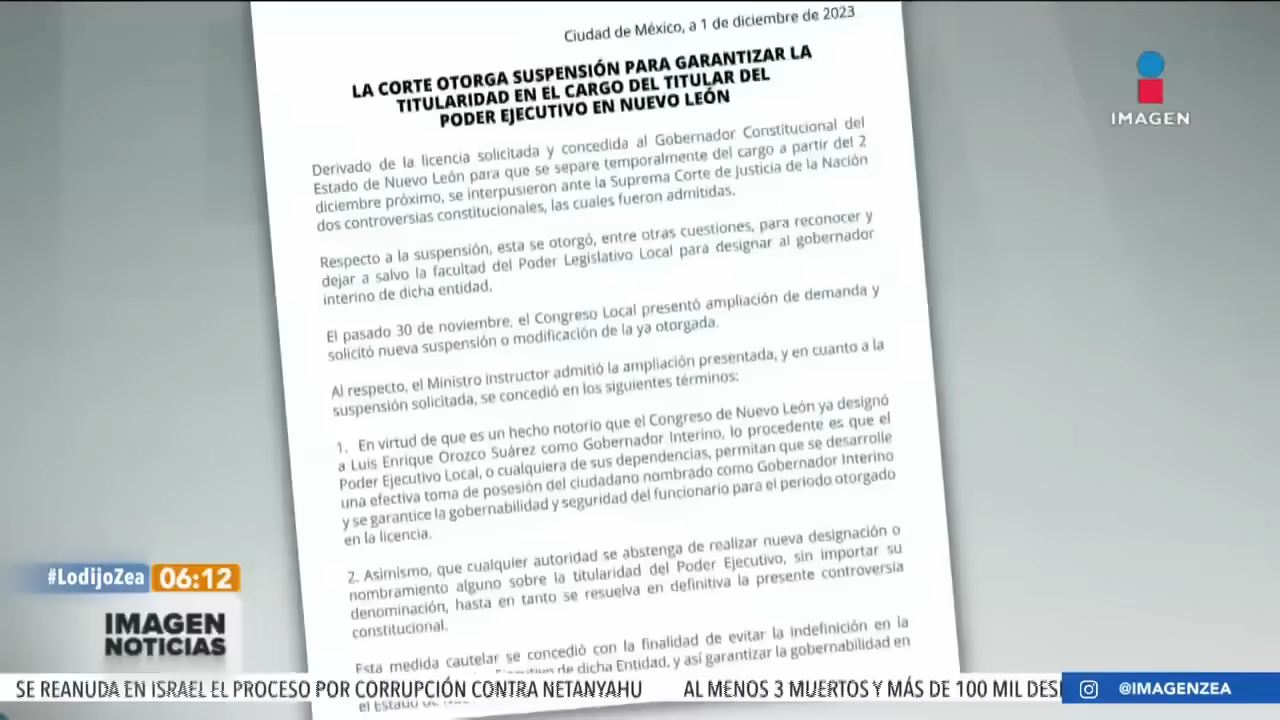 Ciudad de México, a 1 de diciembre de 2023
LA CORTE OTORGA SUSPENSIÓN PARA GARANTIZAR LA
TITULARIDAD EN EL CARGO DEL TITULAR DEL
PODER EJECUTIVO EN NUEVO LEÓN
Derivado de la licencia solicitada y concedida al Gobernador Constitucional del
Estado de Nuevo León para que se separe temporalmente del cargo a partir del 2
diciembre próximo, se interpusieron ante la Suprema Corte de Justicia de la Nación
dos controversias constitucionales, las cuales fueron admitidas.
Respecto a la suspensión, esta se otorgó, entre otras cuestiones, para reconocer y
dejar a salvo la facultad del Poder Legislativo Local para designar al gobernador
interino de dicha entidad.
El pasado 30 de noviembre, el Congreso Local presentó ampliación de demanda y
solicitó nueva suspensión o modificación de la ya otorgada.
Al respecto, el Ministro instructor admitió la ampliación presentada, y en cuanto a la
suspensión solicitada, se concedió en los siguientes términos:
1. En virtud de que es un hecho notorio que el Congreso de Nuevo León ya designó
a Luis Enrique Orozco Suárez como Gobernador Interino, lo procedente es que el
Poder Ejecutivo Local, o cualquiera de sus dependencias, permitan que se desarrolle
una efectiva toma de posesión del ciudadano nombrado como Gobernador Interino
y se garantice la gobernabilidad y seguridad del funcionario para el periodo otorgado
en la licencia.
2. Asimismo, que cualquier autoridad se abstenga de realizar nueva designación o
nombramiento alguno sobre la titularidad del Poder Ejecutivo, sin importar su
denominación, hasta en tanto se resuelva en definitiva la presente controversia
constitucional.
Esta medida cautelar se concedió con la finalidad de evitar la indefinición en la
de dicha Entidad, y así garantizar la gobernabilidad en
el Estado de
IMAGEN
#LodijoZea 06:12
IMAGEN
NOTICIAS
SE REANUDA EN ISRAEL EL PROCESO POR CORRUPCIÓN CONTRA NETANYAHU AL MENOS 3 MUERTOS Y MÁS DE 100 MIL
@IMAGENZEA